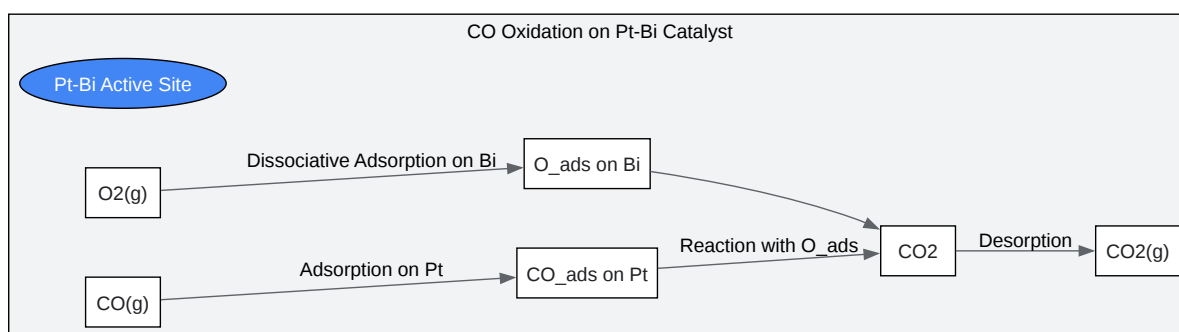 CO Oxidation on Pt-Bi Catalyst
Pt-Bi Active Site
Dissociative Adsorption on Bi
O_ads on Bi
O2(g)
Reaction with O_ads
CO2
Desorption
CO2(g)
Adsorption on Pt
CO_ads on Pt
CO(g)